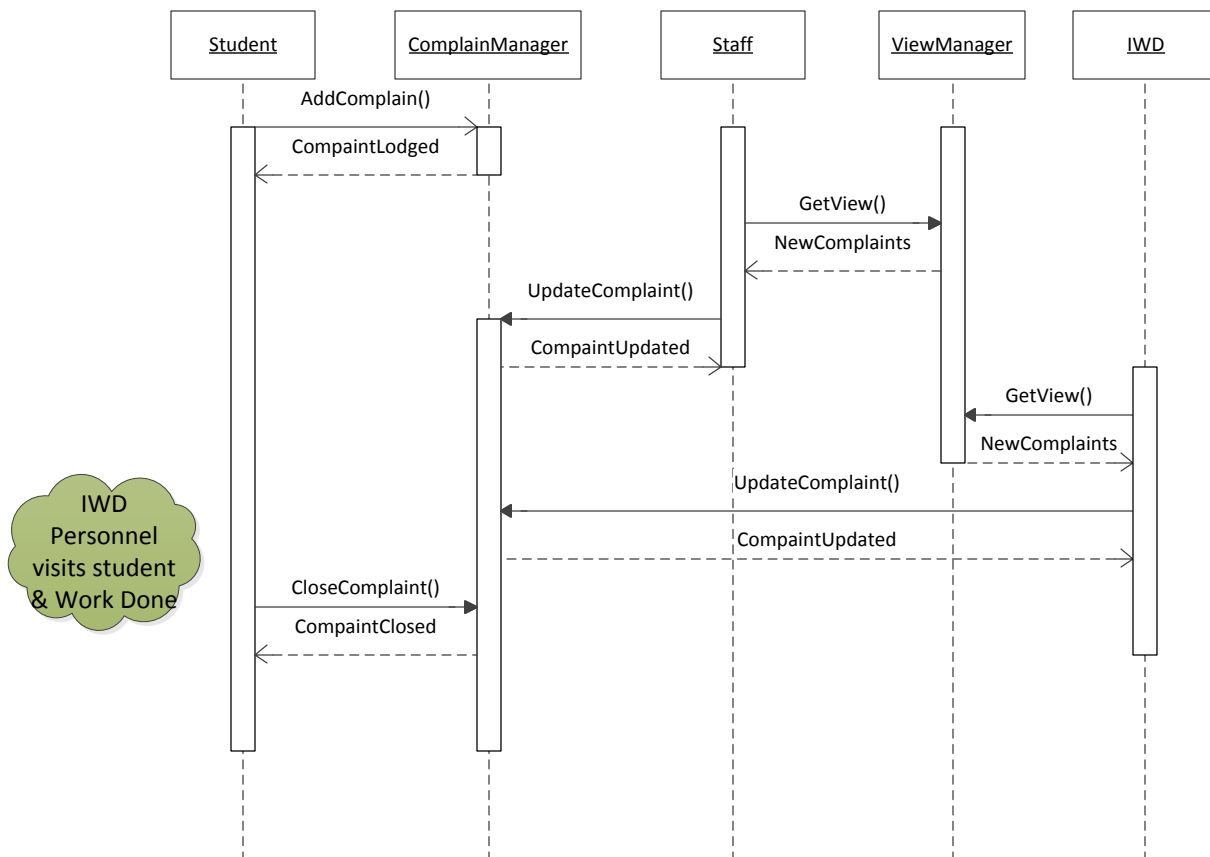 Student
ComplainManager
Staff
ViewManager
IWD
AddComplain()
CompaintLodged
GetView()
NewComplaints
UpdateComplaint()
CompaintUpdated
GetView()
NewComplaints
UpdateComplaint()
CompaintUpdated
IWD
Personnel
visits student
& Work Done
CloseComplaint()
CompaintClosed